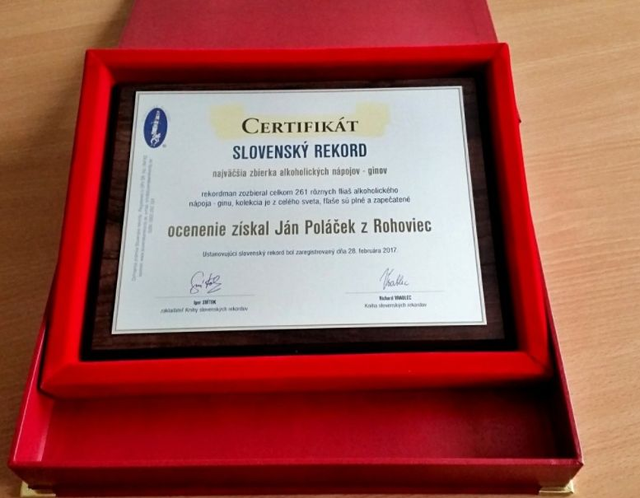 CERTIFIKÁT
SLOVENSKÝ REKORD
najväčšia zbierka alkoholických nápojov - ginov
rekordman zozbieral celkom 261 rôznych fliaš alkoholického
nápoja - ginu, kolekcia je z celého sveta, fľaše sú plné a zapečatené
ocenenie získal Ján Poláček z Rohoviec
Ustanovujúci slovenský rekord bol zaregistrovaný dňa 28. februára 2017.
Igor SVÍTOK
zakladateľ Knihy slovenských rekordov
Richard VRABLEC
Kniha slovenských rekordov